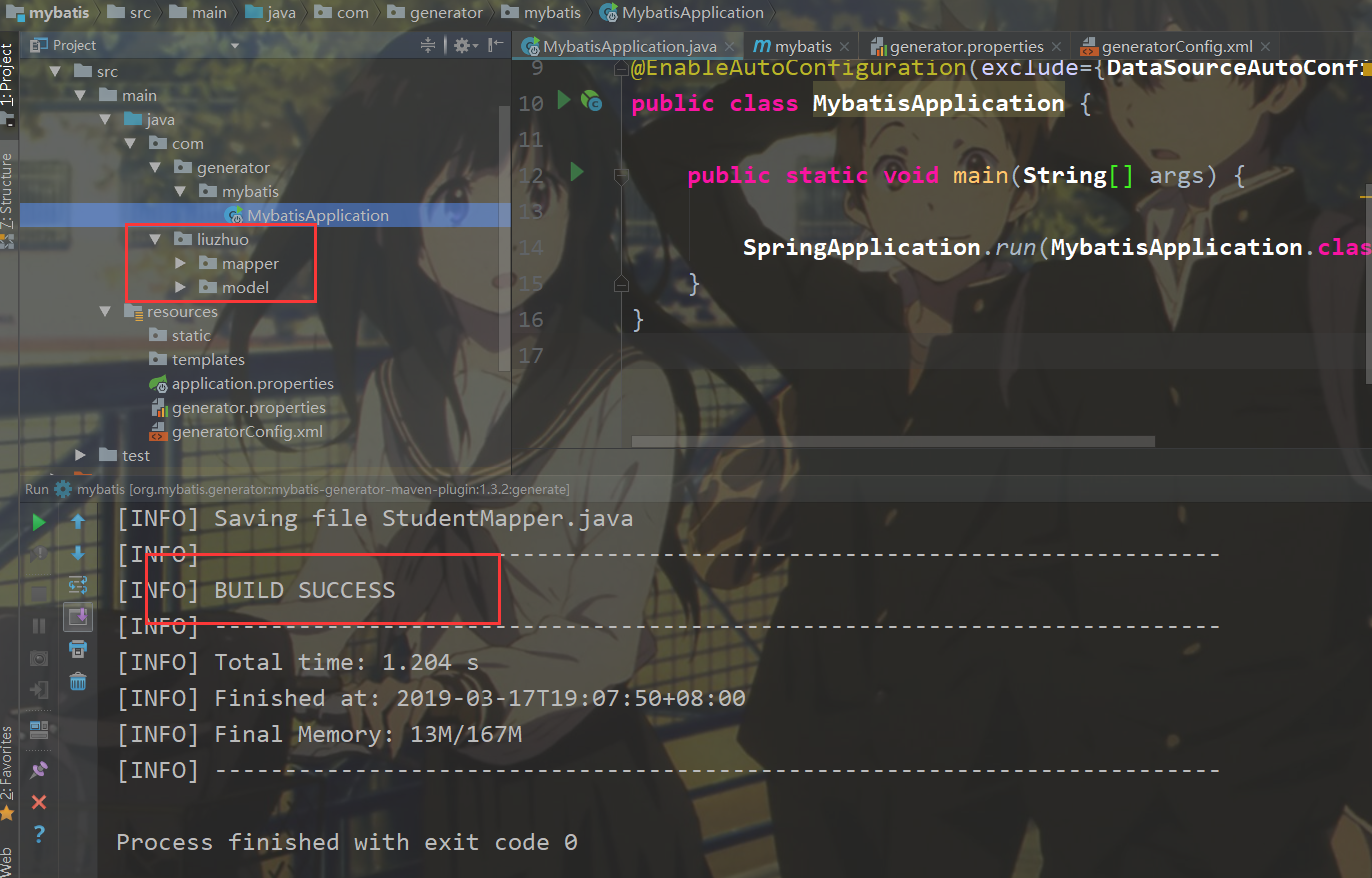 mybatis src main java com generator mybatis MybatisApplication
Project
MybatisApplication.java mybatis generator.properties generatorConfig.xml
1: Project
Z: Structure
2: Favorites
Web
src
main
java
com
generator
mybatis
MybatisApplication
liuzhuo
mapper
model
resources
static
templates
application.properties
generator.properties
generatorConfig.xml
test
9 @EnableAutoConfiguration(exclude={DataSourceAutoConfi
10 public class MybatisApplication {
11
12 public static void main(String[] args) {
13
14 SpringApplication.run(MybatisApplication.clas
15 }
16 }
17
Run mybatis [org.mybatis.generator:mybatis-generator-maven-plugin:1.3.2:generate]
[INFO] Saving file StudentMapper.java
[INFO] ------------------------------------------------------------------------
[INFO] BUILD SUCCESS
[INFO] ------------------------------------------------------------------------
[INFO] Total time: 1.204 s
[INFO] Finished at: 2019-03-17T19:07:50+08:00
[INFO] Final Memory: 13M/167M
[INFO] ------------------------------------------------------------------------
Process finished with exit code 0